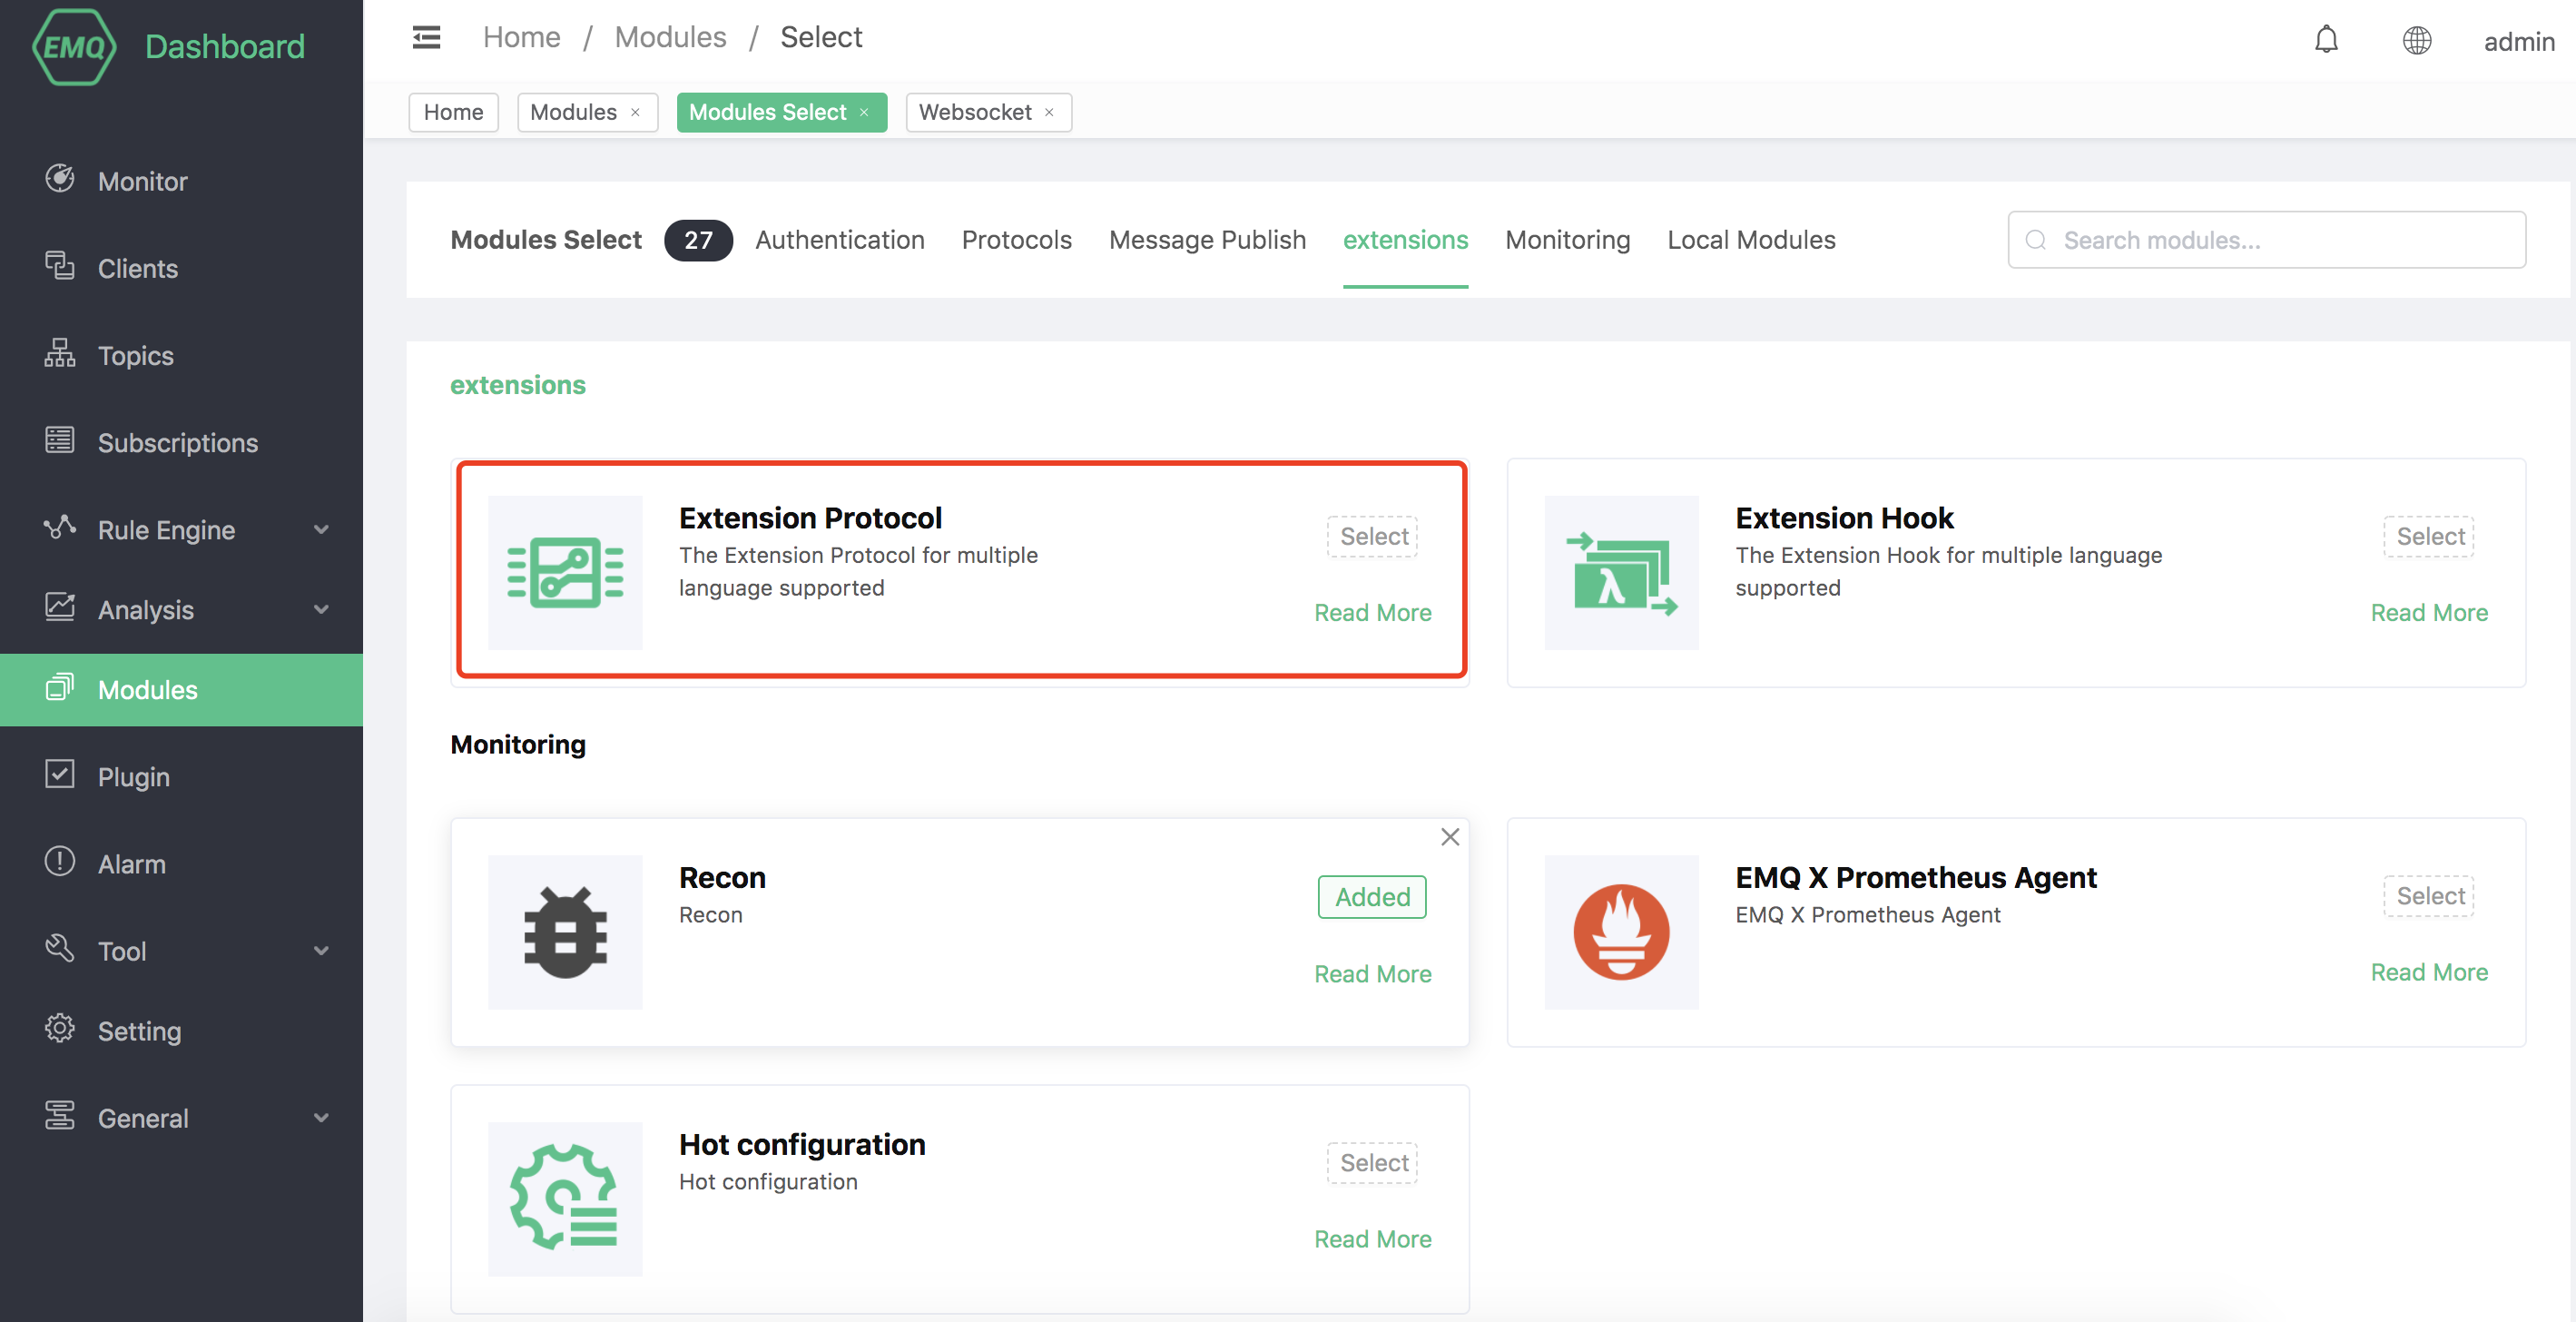 EMQ Dashboard
Home / Modules / Select
admin
Home
Modules ×
Modules Select ×
Websocket ×
Monitor
Clients
Topics
Subscriptions
Rule Engine
Analysis
Modules
Plugin
Alarm
Tool
Setting
General
Modules Select 27 Authentication Protocols Message Publish extensions Monitoring Local Modules
Search modules...
extensions
Extension Protocol
The Extension Protocol for multiple
language supported
Select
Read More
Extension Hook
The Extension Hook for multiple language
supported
Select
Read More
Monitoring
Recon
Recon
Added
Read More
EMQ X Prometheus Agent
EMQ X Prometheus Agent
Select
Read More
Hot configuration
Hot configuration
Select
Read More